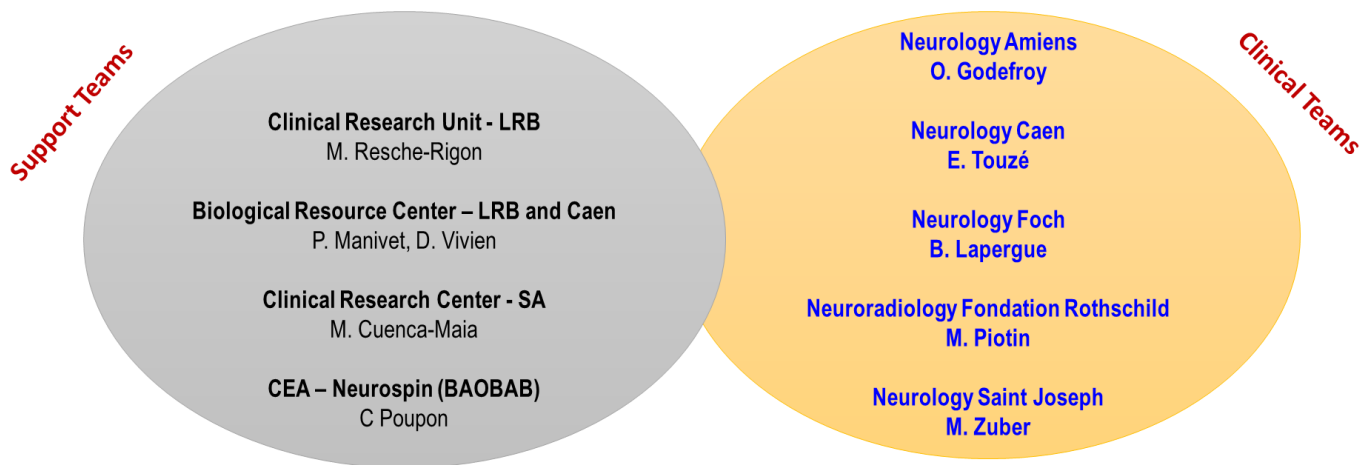 Support Teams
Clinical Research Unit - LRB
M. Resche-Rigon
Biological Resource Center – LRB and Caen
P. Manivet, D. Vivien
Clinical Research Center - SA
M. Cuenca-Maia
CEA – Neurospin (BAOBAB)
C Poupon
Clinical Teams
Neurology Amiens
O. Godefroy
Neurology Caen
E. Touzé
Neurology Foch
B. Lapergue
Neuroradiology Fondation Rothschild
M. Piotin
Neurology Saint Joseph
M. Zuber